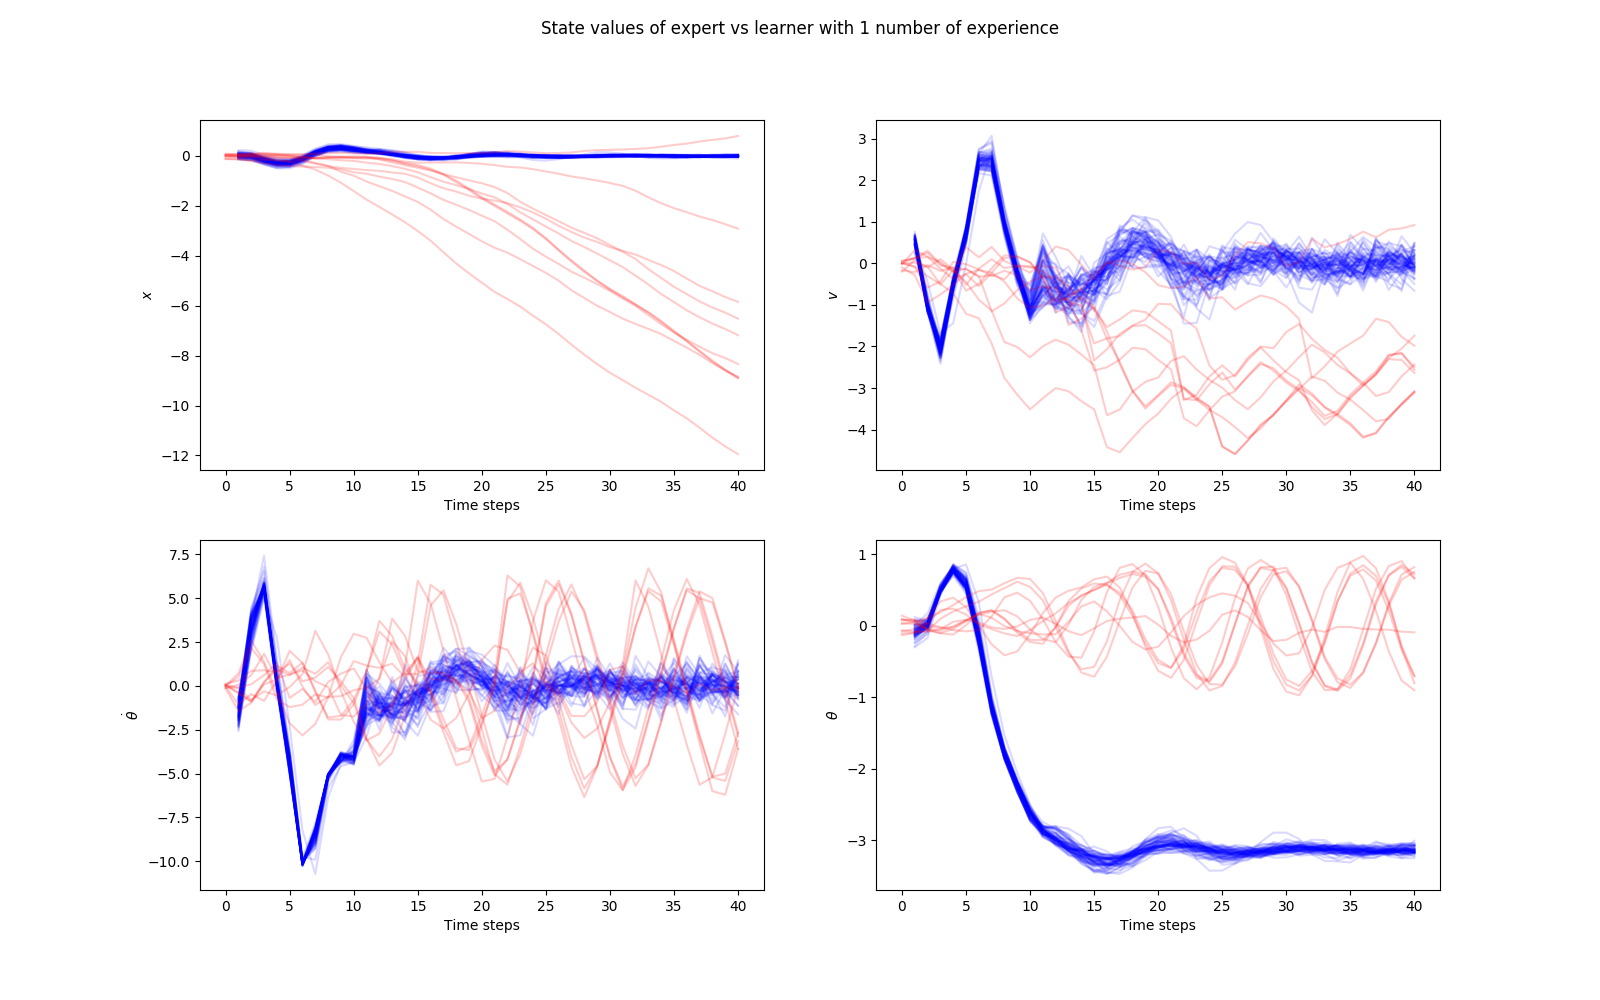 State values of expert vs learner with 1 number of experience
0
−2
−4
−6
−8
−10
−12
x
0 5 10 15 20 25 30 35 40
Time steps
3
2
1
0
−1
−2
−3
−4
v
0 5 10 15 20 25 30 35 40
Time steps
7.5
5.0
2.5
0.0
−2.5
−5.0
−7.5
−10.0
θ̇
0 5 10 15 20 25 30 35 40
Time steps
1
0
−1
−2
−3
θ
0 5 10 15 20 25 30 35 40
Time steps